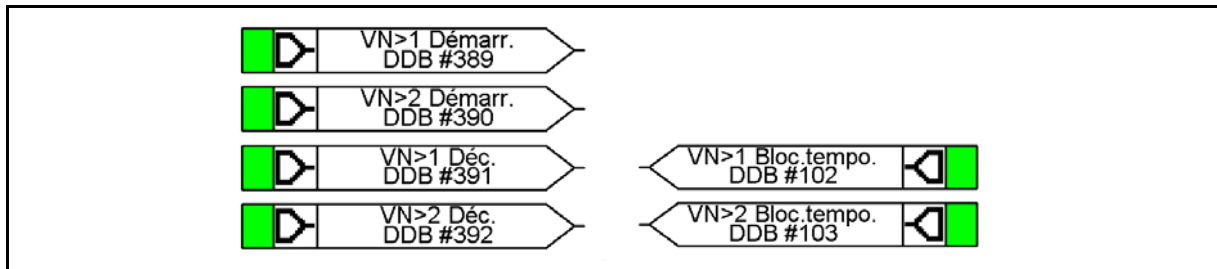 VN>1 Démarr.
DDB #389
VN>2 Démarr.
DDB #390
VN>1 Déc.
DDB #391
VN>1 Bloc.tempo.
DDB #102
VN>2 Déc.
DDB #392
VN>2 Bloc.tempo.
DDB #103